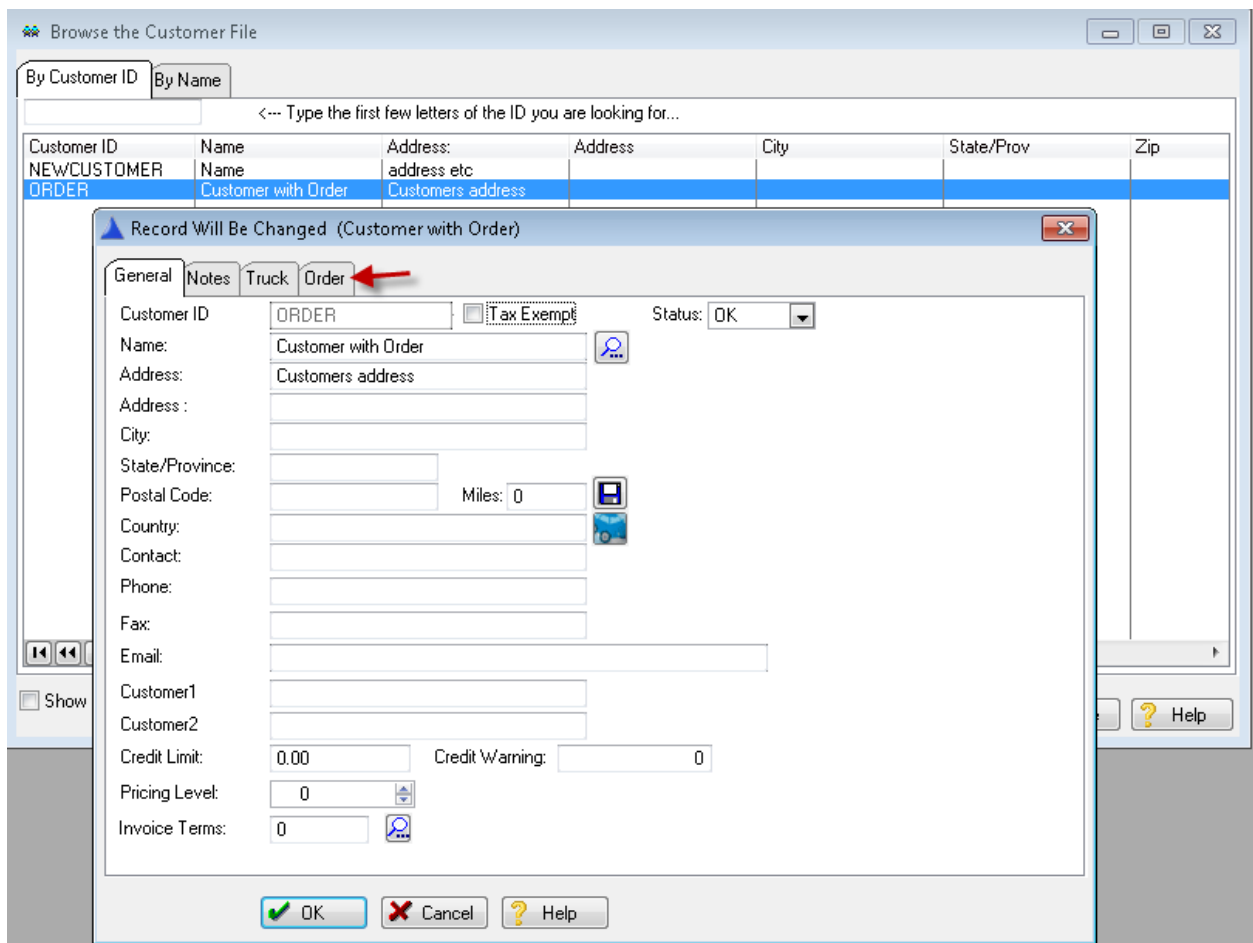 Browse the Customer File
By Customer ID By Name
<--- Type the first few letters of the ID you are looking for...
Customer ID Name Address: Address City State/Prov Zip
NEWCUSTOMER Name address etc
ORDER Customer with Order Customers address
Record Will Be Changed (Customer with Order)
General Notes Truck Order
Customer ID ORDER Tax Exempt Status: OK
Name: Customer with Order
Address: Customers address
Address :
City:
State/Province:
Postal Code: Miles: 0
Country:
Contact:
Phone:
Fax:
Email:
Customer1
Show
Help
Customer2
Credit Limit: 0.00 Credit Warning: 0
Pricing Level: 0
Invoice Terms: 0
OK Cancel Help